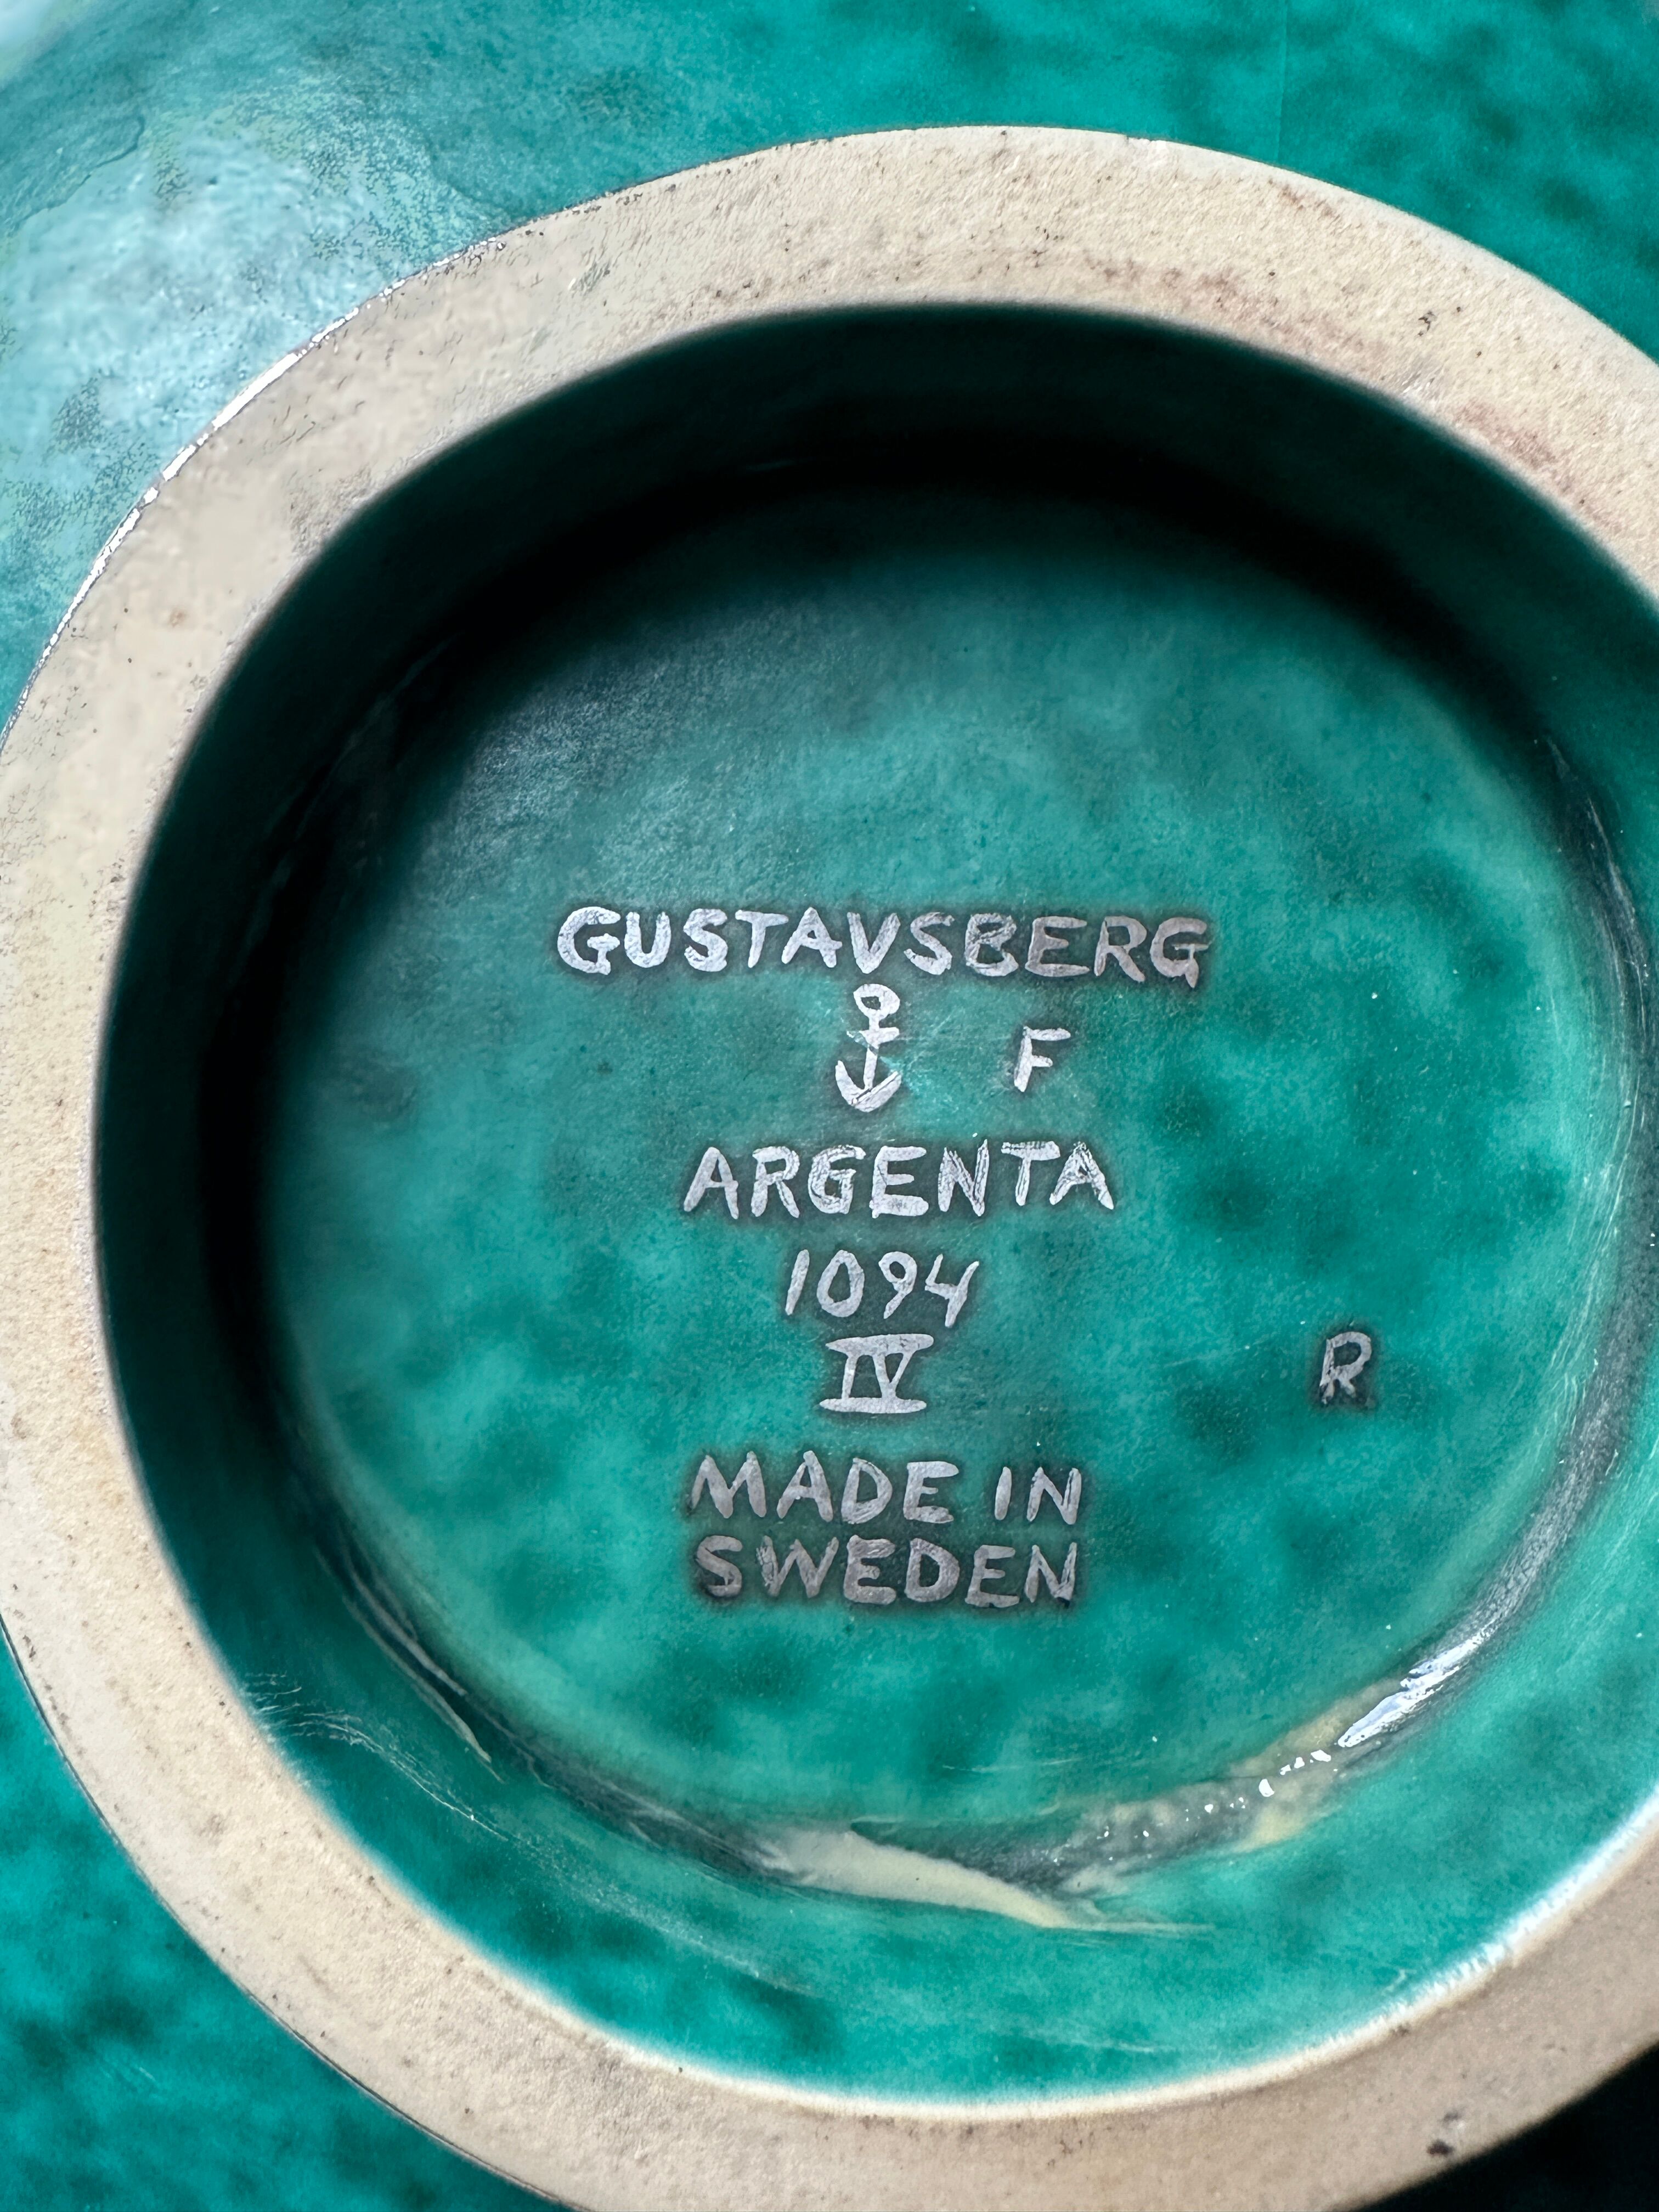 GUSTAVSBERG
F
ARGENTA
1094
IV
R
MADE IN
SWEDEN